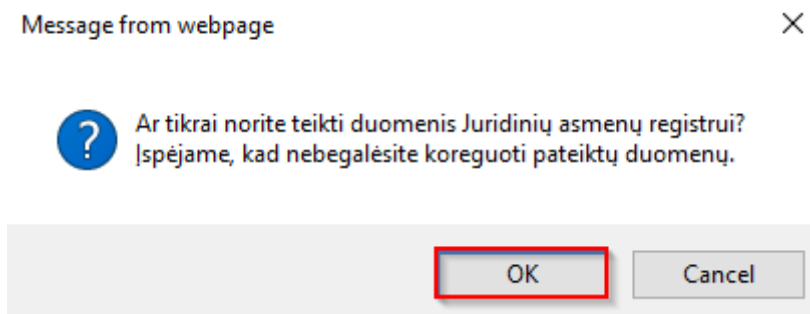 Message from webpage
Ar tikrai norite teikti duomenis Juridinių asmenų registrui?
Įspėjame, kad nebegalėsite koreguoti pateiktų duomenų.
OK
Cancel